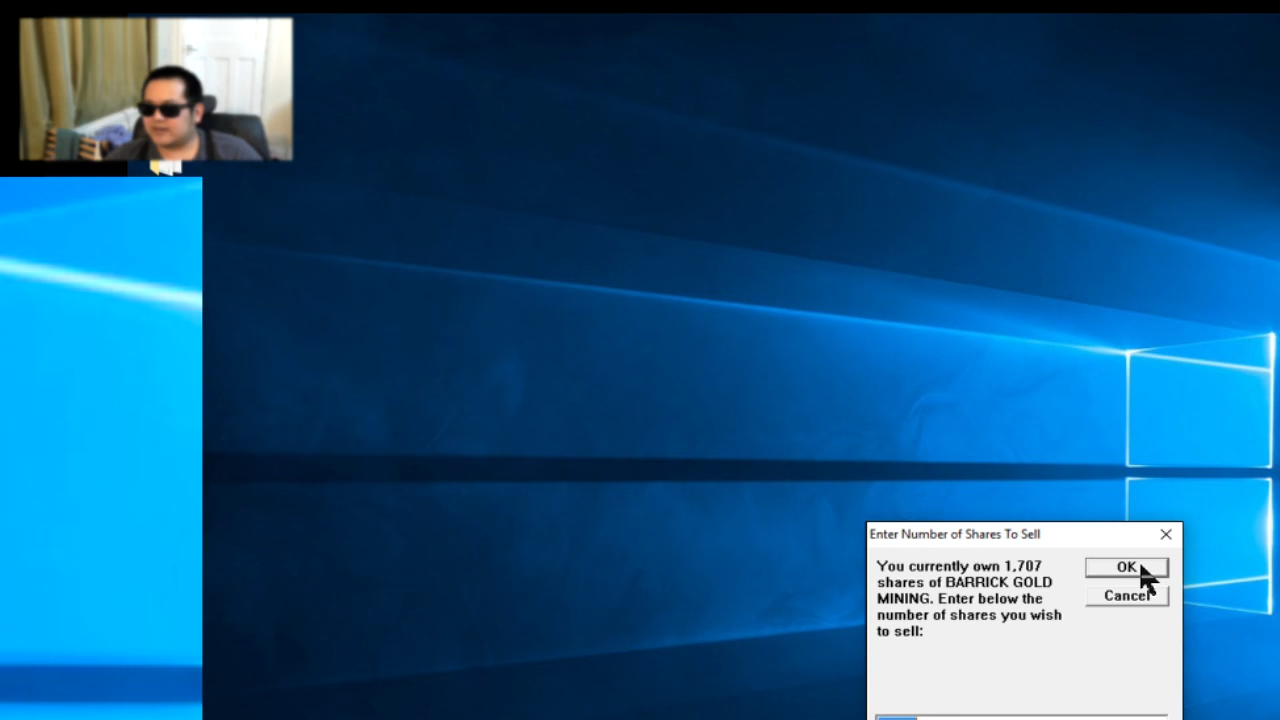 Enter Number of Shares To Sell
You currently own 1,707
shares of BARRICK GOLD
MINING. Enter below the
number of shares you wish
to sell:
OK
Cancel